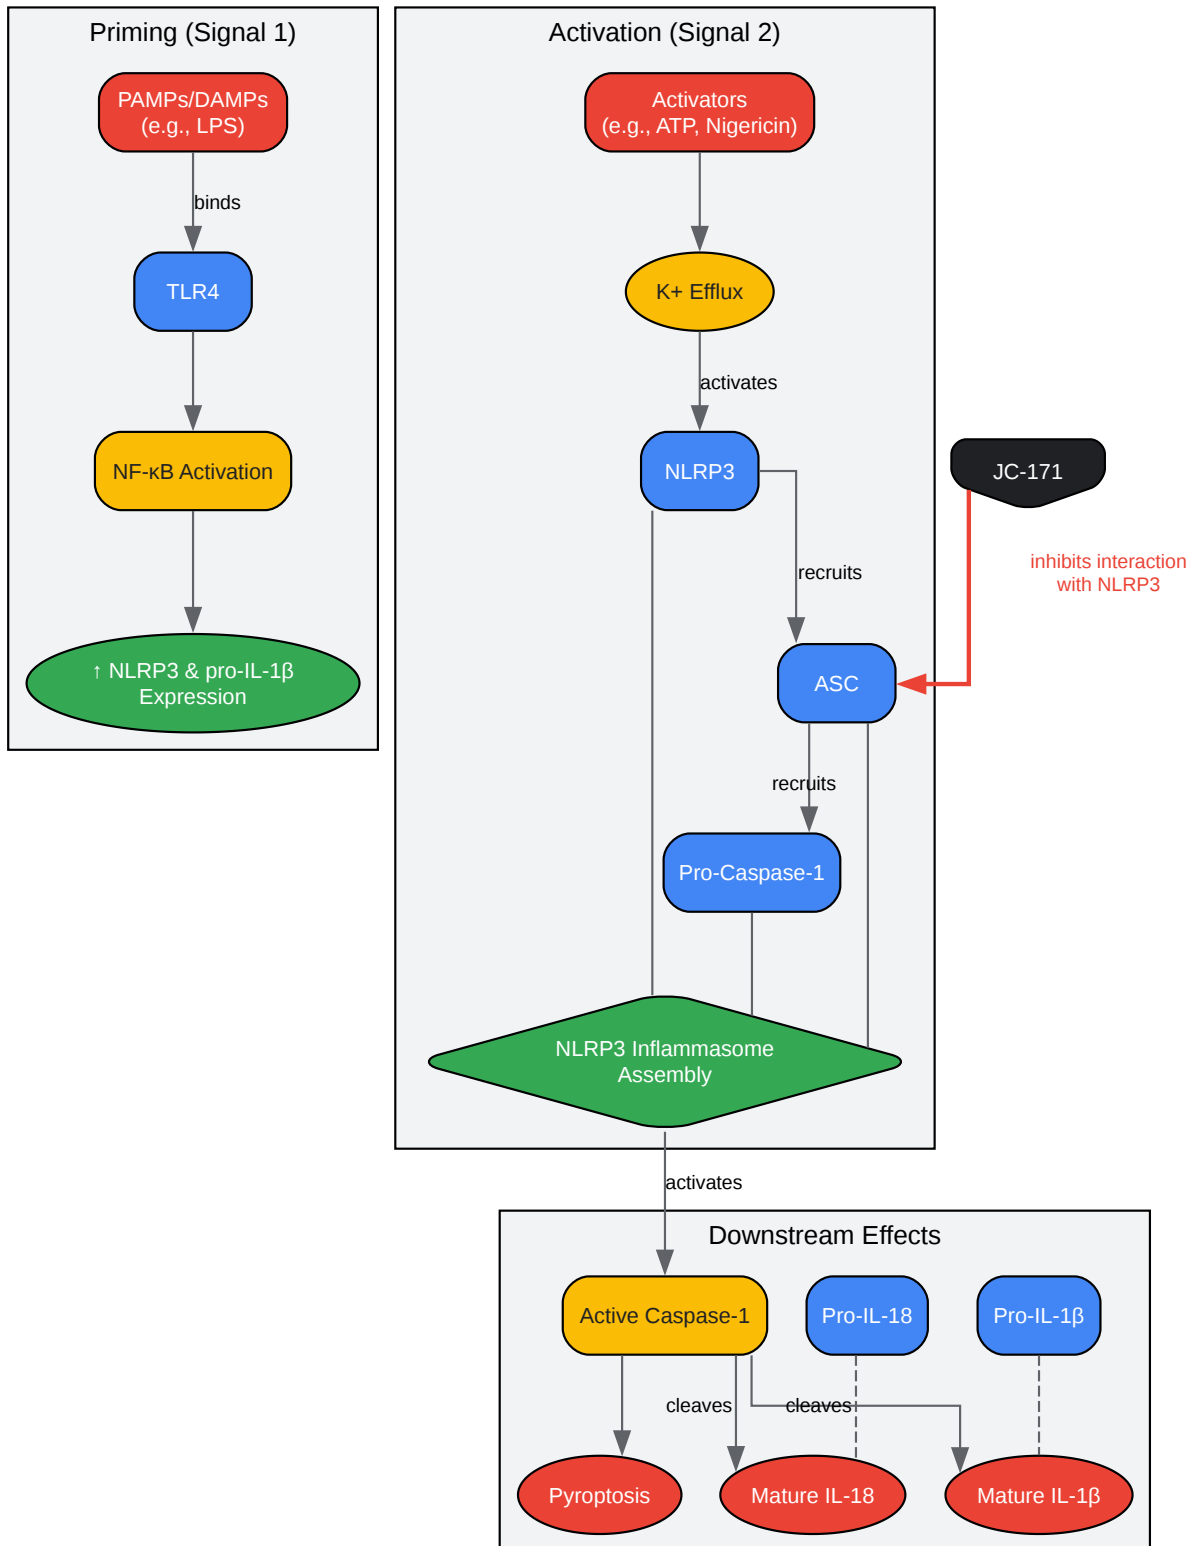 Priming (Signal 1)
PAMPs/DAMPs
(e.g., LPS)
binds
TLR4
NF-κB Activation
↑ NLRP3 & pro-IL-1β
Expression
Activation (Signal 2)
Activators
(e.g., ATP, Nigericin)
K+ Efflux
activates
NLRP3
JC-171
inhibits interaction
with NLRP3
recruits
ASC
recruits
Pro-Caspase-1
NLRP3 Inflammasome
Assembly
activates
Downstream Effects
Active Caspase-1
Pro-IL-18
Pro-IL-1β
cleaves
cleaves
Pyroptosis
Mature IL-18
Mature IL-1β